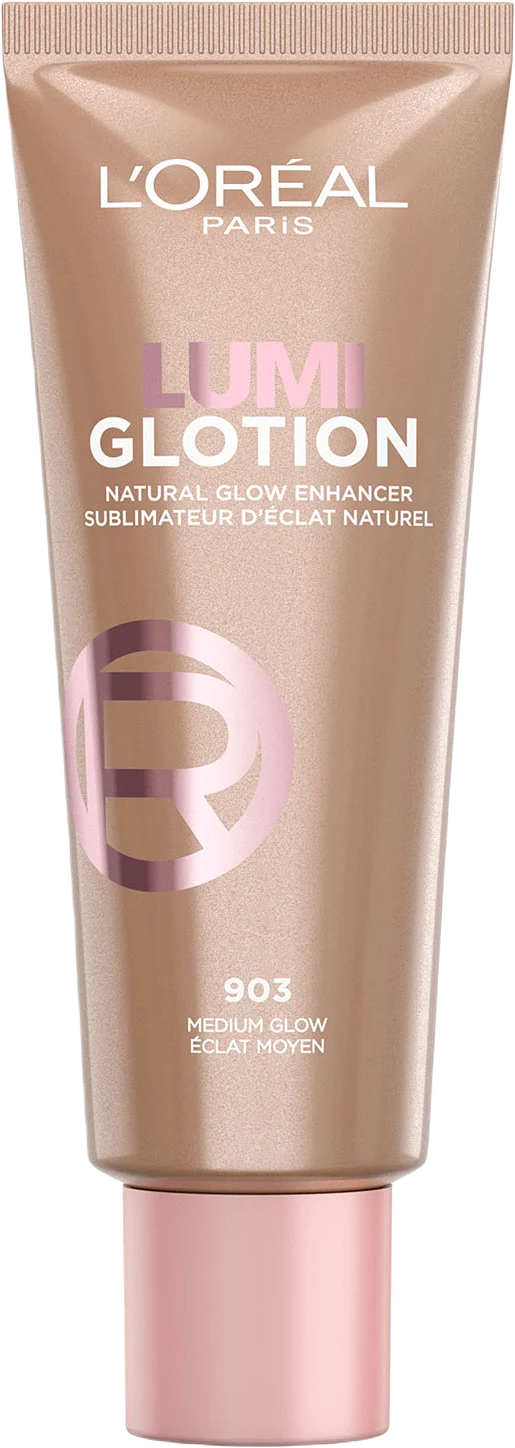 L'ORÉAL
PARiS
LUMI
GLOTION
NATURAL GLOW ENHANCER
SUBLIMATEUR D'ÉCLAT NATUREL
R
903
MEDIUM GLOW
ÉCLAT MOYEN